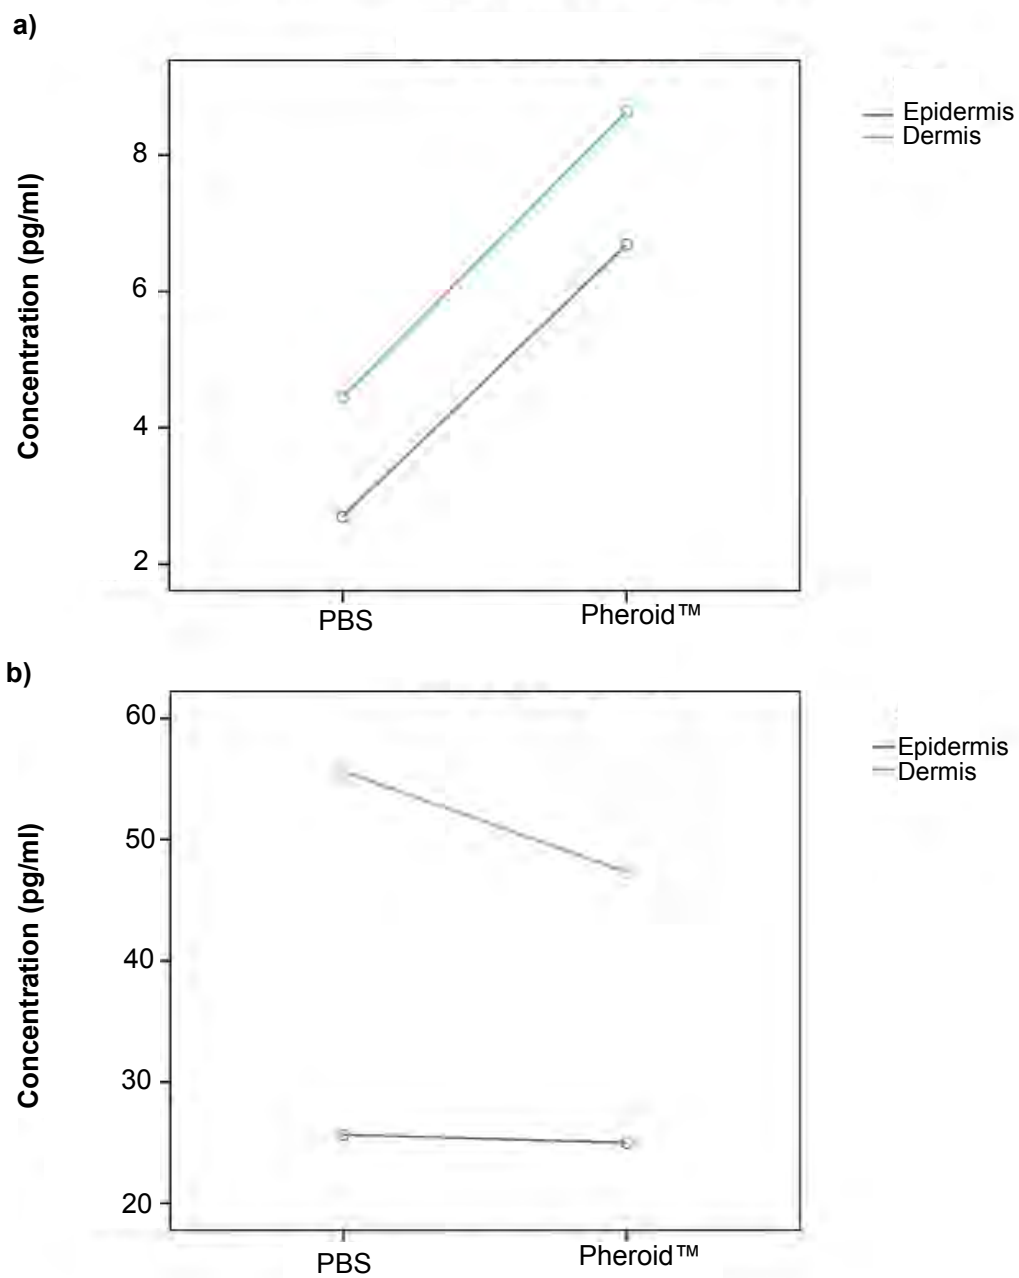 a)
Concentration (pg/ml)
8
6
4
2
PBS
Pheroid™
Epidermis
Dermis
b)
Concentration (pg/ml)
60
50
40
30
20
PBS
Pheroid™
Epidermis
Dermis